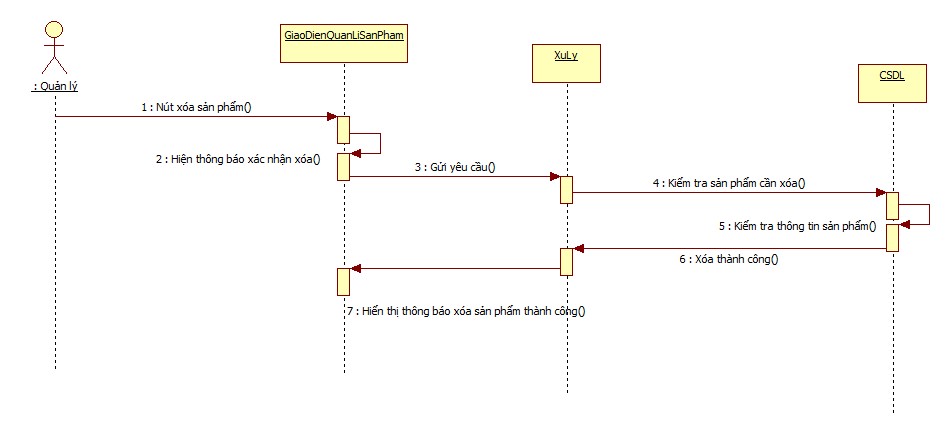 GiaoDienQuanLiSanPham
XuLy
CSDL
: Quản lý
1 : Nút xóa sản phẩm()
2 : Hiện thông báo xác nhận xóa()
3 : Gửi yêu cầu()
4 : Kiểm tra sản phẩm cần xóa()
5 : Kiểm tra thông tin sản phẩm()
6 : Xóa thành công()
7 : Hiển thị thông báo xóa sản phẩm thành công()